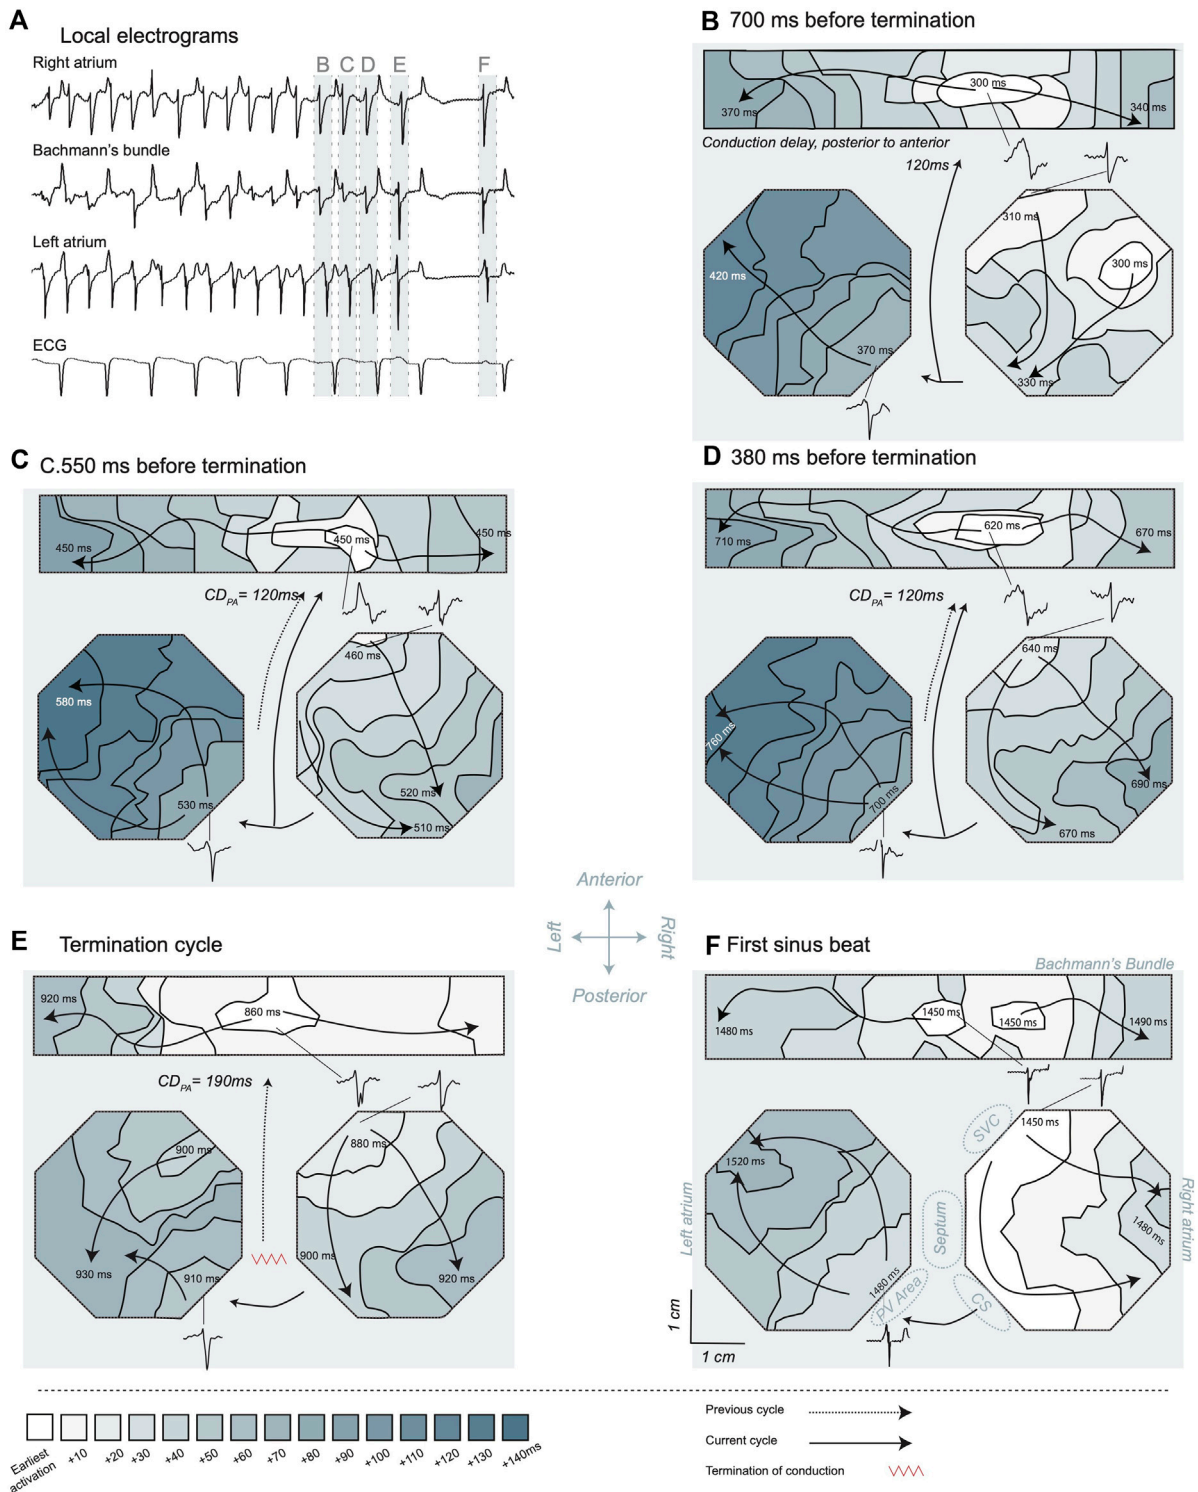 A
Local electrograms
Right atrium
B C D E F
Bachmann's bundle
Left atrium
ECG
B 700 ms before termination
300 ms
370 ms
340 ms
Conduction delay, posterior to anterior
120ms
310 ms
420 ms
300 ms
370 ms
330 ms
C C.550 ms before termination
450 ms
450 ms
450 ms
CDPA= 120ms
460 ms
580 ms
530 ms
520 ms
510 ms
D 380 ms before termination
620 ms
670 ms
710 ms
CDPA= 120ms
640 ms
760 ms
700 ms
690 ms
670 ms
Anterior
Left
Right
Posterior
E Termination cycle
920 ms
860 ms
CDPA= 190ms
880 ms
900 ms
900 ms
930 ms
910 ms
920 ms
F First sinus beat
Bachmann's Bundle
1450 ms
1450 ms
1480 ms
1490 ms
SVC
1450 ms
1520 ms
Left atrium
Septum
Right atrium
1480 ms
1480 ms
PV Area
CS
1 cm
1 cm
Earliest
activation
+10
+20
+30
+40
+50
+60
+70
+80
+90
+100
+110
+120
+130
+140ms
Previous cycle
Current cycle
Termination of conduction